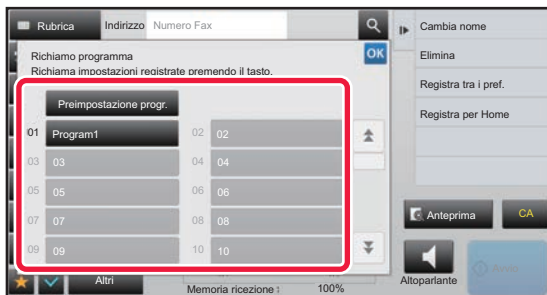 Rubrica Indirizzo Numero Fax
Richiamo programma OK
Richiama impostazioni registrate premendo il tasto.
Preimpostazione progr.
01 Program1 02 02
03 03 04 04
05 05 06 06
07 07 08 08
09 09 10 10
Altri
Memoria ricezione : 100%
Cambia nome
Elimina
Registra tra i pref.
Registra per Home
Anteprima CA
Altoparlante Avvio